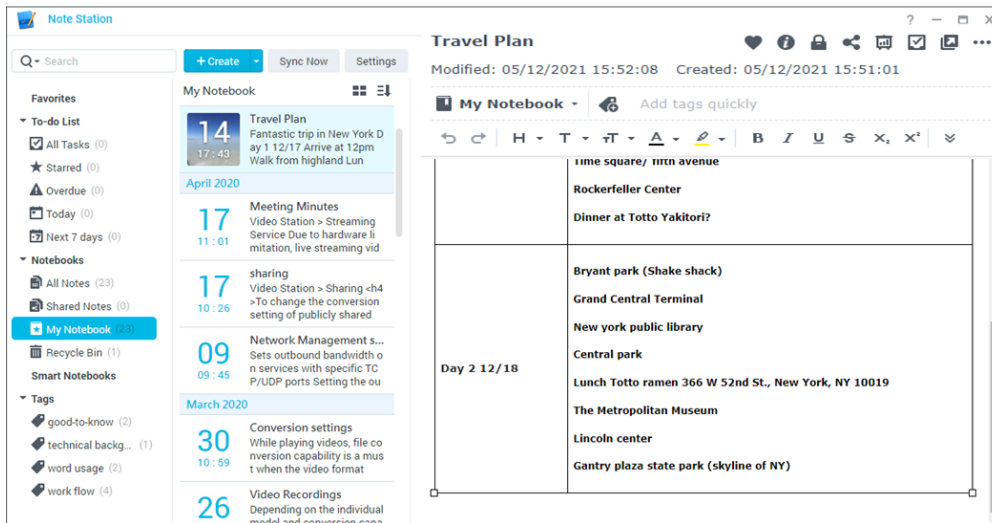 Note Station
Search
+ Create
Sync Now
Settings
Favorites
To-do List
All Tasks (0)
Starred (0)
Overdue (0)
Today (0)
Next 7 days (0)
Notebooks
All Notes (23)
Shared Notes (0)
My Notebook (23)
Recycle Bin (1)
Smart Notebooks
Tags
good-to-know (2)
technical backg... (1)
word usage (2)
work flow (4)
My Notebook
14
17 : 43
Travel Plan
Fantastic trip in New York D
ay 1 12/17 Arrive at 12pm
Walk from highland Lun
April 2020
17
11 : 01
Meeting Minutes
Video Station > Streaming
Service Due to hardware li
mitation, live streaming vid
17
10 : 26
sharing
Video Station > Sharing <h4
>To change the conversion
setting of publicly shared
09
09 : 45
Network Management s...
Sets outbound bandwidth o
n services with specific TC
P/UDP ports Setting the ou
March 2020
30
10 : 59
Conversion settings
While playing videos, file co
nversion capability is a mus
t when the video format
26
Video Recordings
Depending on the individual
model and conversion capa
Travel Plan
Modified: 05/12/2021 15:52:08 Created: 05/12/2021 15:51:01
My Notebook
Add tags quickly
H T тT A B I U S X₂ X²
Time square/ fifth avenue
Rockerfeller Center
Dinner at Totto Yakitori?
Day 2 12/18
Bryant park (Shake shack)
Grand Central Terminal
New york public library
Central park
Lunch Totto ramen 366 W 52nd St., New York, NY 10019
The Metropolitan Museum
Lincoln center
Gantry plaza state park (skyline of NY)